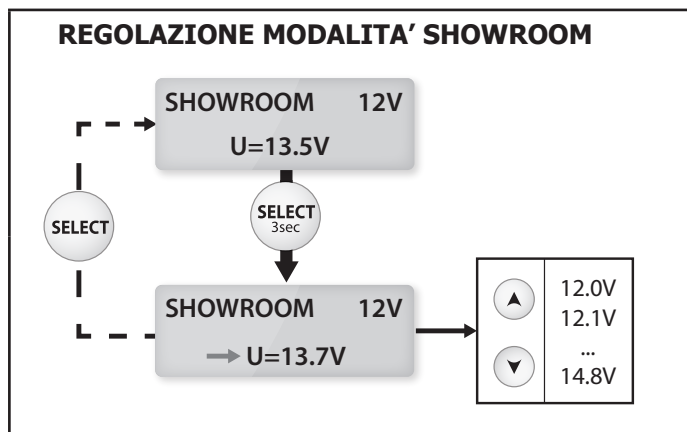 REGOLAZIONE MODALITA’ SHOWROOM
SHOWROOM 12V
U=13.5V
SELECT
SELECT
3sec
SHOWROOM 12V
U=13.7V
12.0V
12.1V
...
14.8V